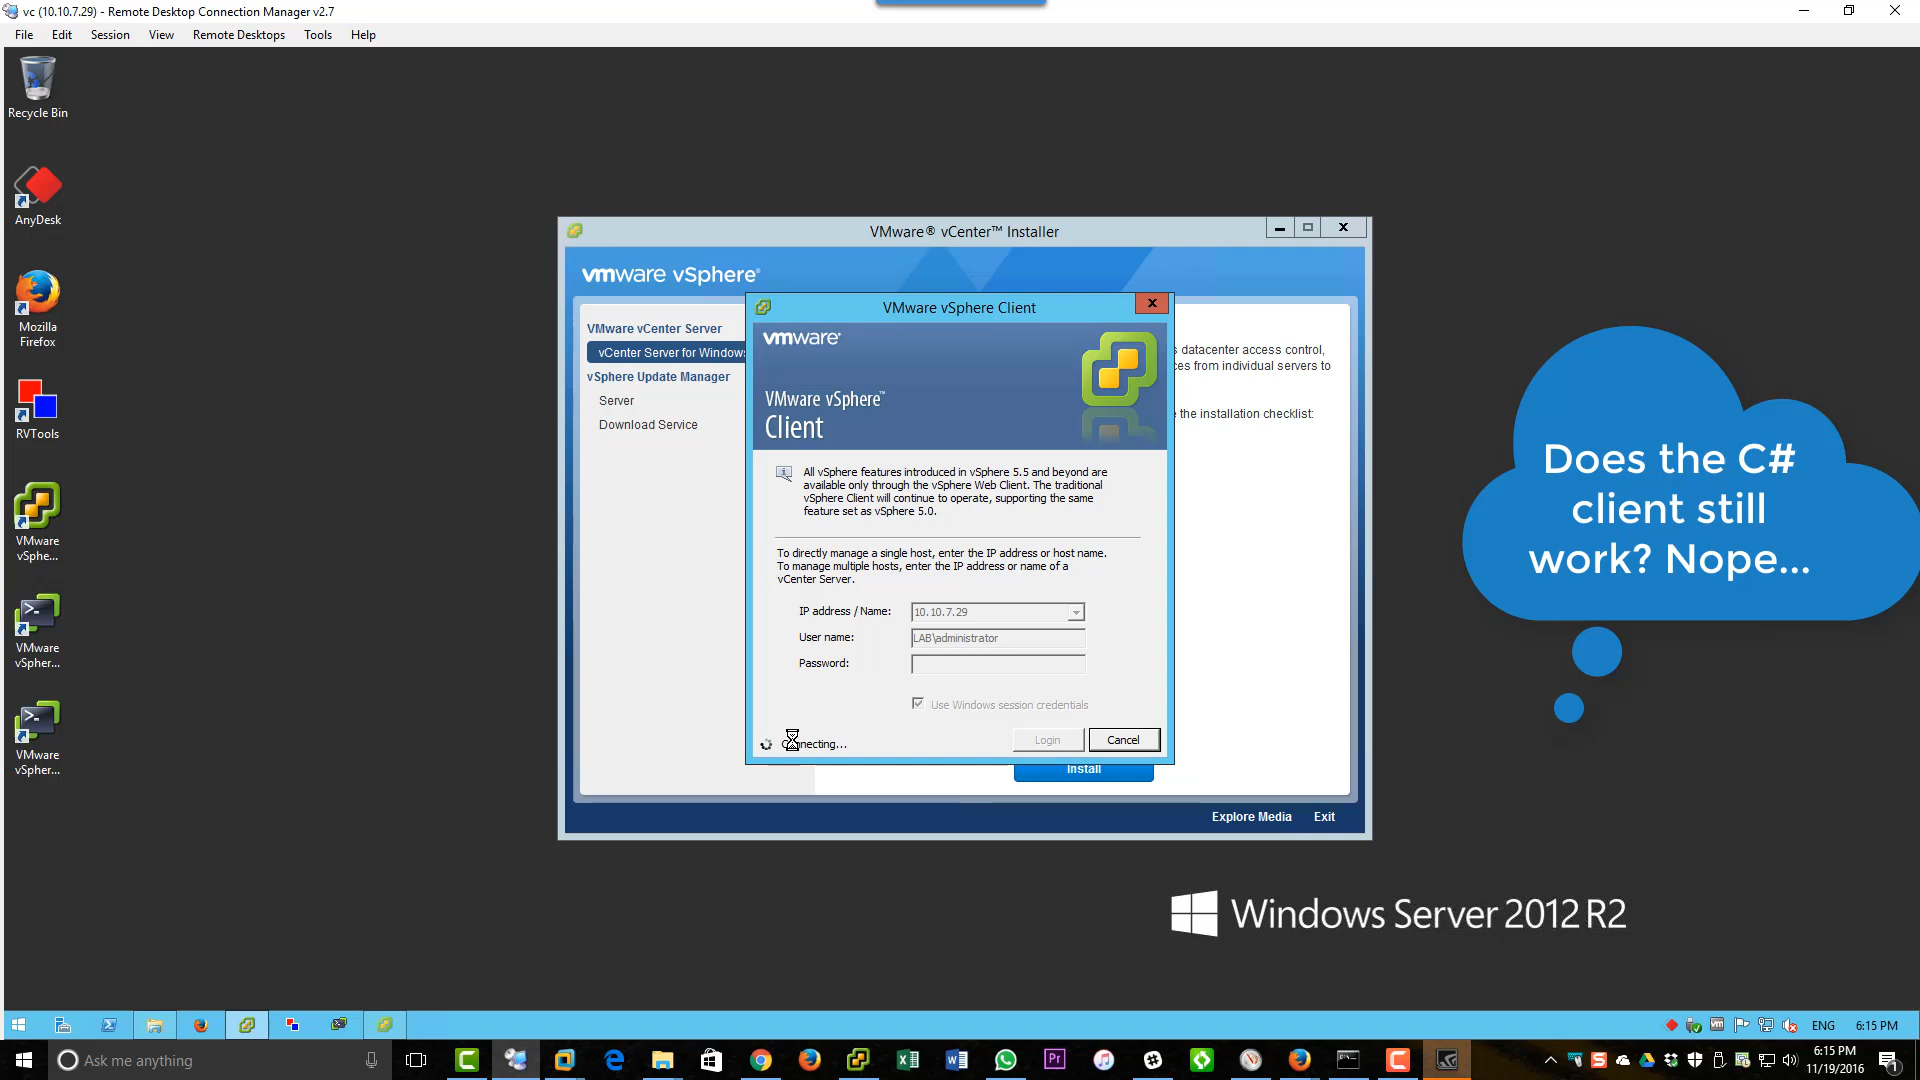 vc (10.10.7.29) - Remote Desktop Connection Manager v2.7
File Edit Session View Remote Desktops Tools Help
Recycle Bin
AnyDesk
Mozilla
Firefox
RVTools
VMware
vSphe...
VMware
vSpher...
VMware
vSpher...
VMware® vCenter™ Installer
vmware vSphere®
VMware vCenter Server
vCenter Server for Window
vSphere Update Manager
Server
Download Service
s datacenter access control,
ces from individual servers to
e the installation checklist:
Install
Explore Media Exit
VMware vSphere Client
vmware®
VMware vSphere™
Client
All vSphere features introduced in vSphere 5.5 and beyond are
available only through the vSphere Web Client. The traditional
vSphere Client will continue to operate, supporting the same
feature set as vSphere 5.0.
To directly manage a single host, enter the IP address or host name.
To manage multiple hosts, enter the IP address or name of a
vCenter Server.
IP address / Name: 10.10.7.29
User name: LAB\administrator
Password:
Use Windows session credentials
Connecting...
Login Cancel
Does the C#
client still
work? Nope...
Windows Server 2012 R2
ENG 6:15 PM
Ask me anything
6:15 PM
11/19/2016